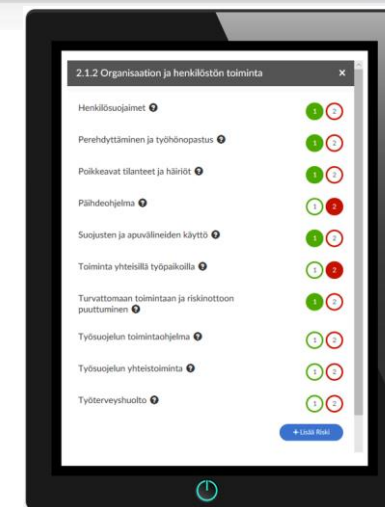 2.1.2 Organisaation ja henkilöstön toiminta ×
Henkilösuojaimet ? 1 2
Perehdyttäminen ja työhönopastus ? 1 2
Poikkeavat tilanteet ja häiriöt ? 1 2
Päihdeohjelma ? 1 2
Suojusten ja apuvälineiden käyttö ? 1 2
Toiminta yhteisillä työpaikoilla ? 1 2
Turvattomaan toimintaan ja riskinottoon
puuttuminen ? 1 2
Työsuojelun toimintaohjelma ? 1 2
Työsuojelun yhteistoiminta ? 1 2
Työterveyshuolto ? 1 2
+ Lisää Riski